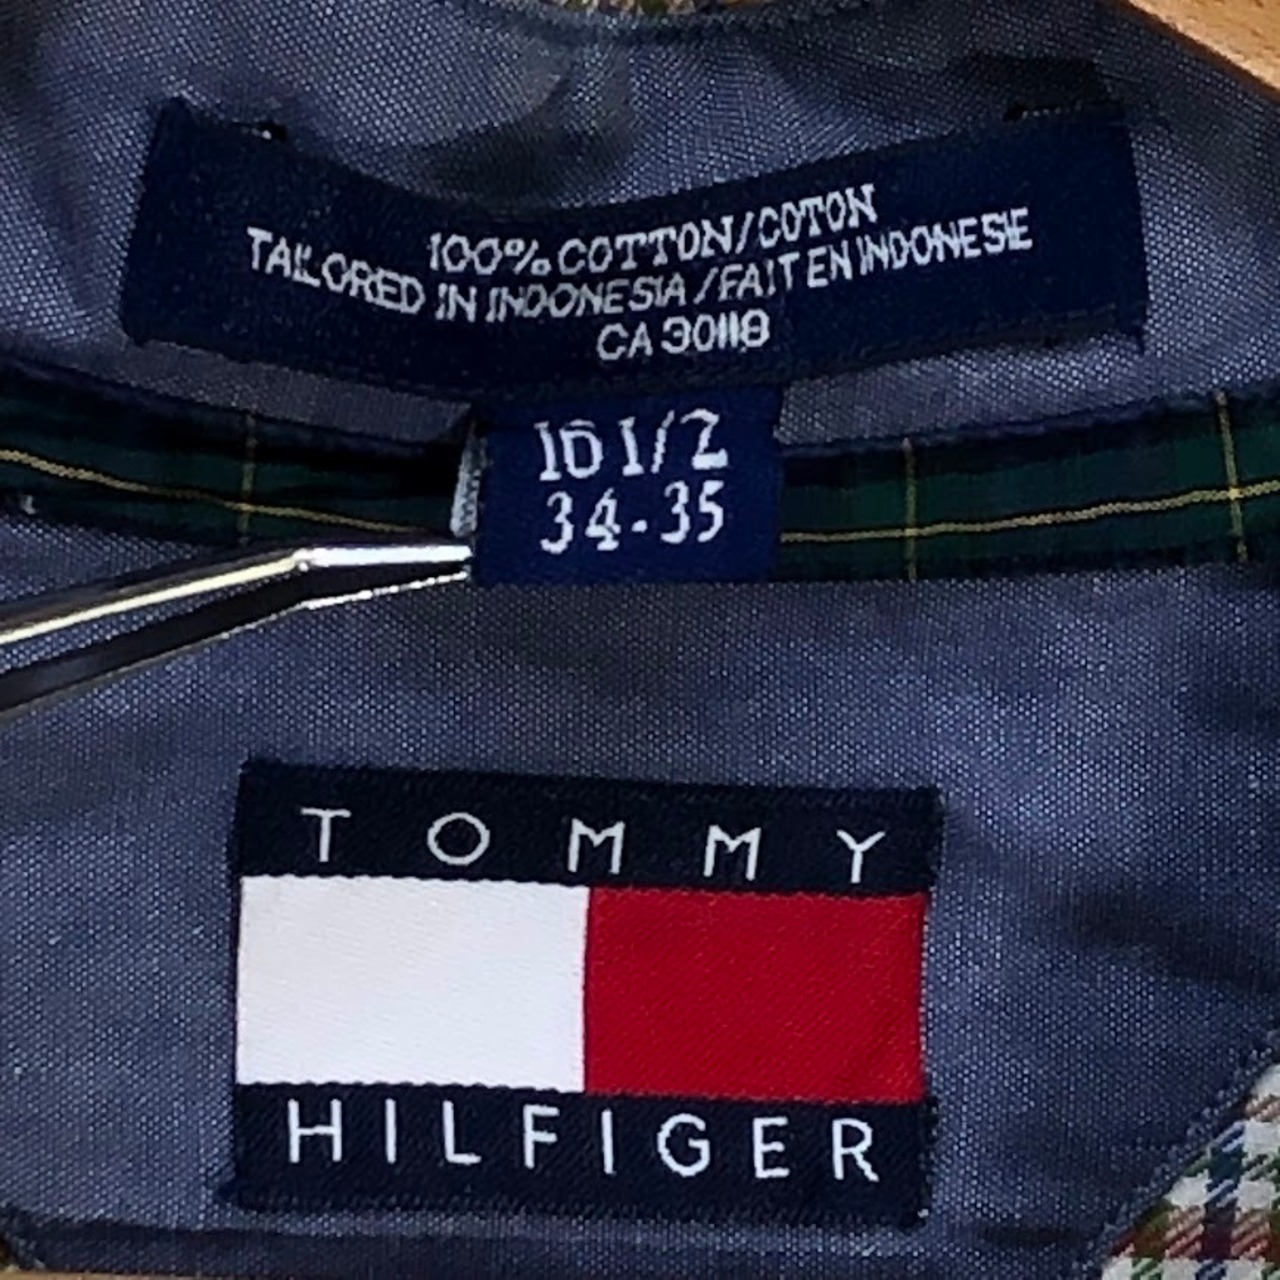 100% COTTON/COTON
TAILORED IN INDONESIA / FAIT EN INDONESIE
CA 30118
16 1/2
34-35
TOMMY
HILFIGER